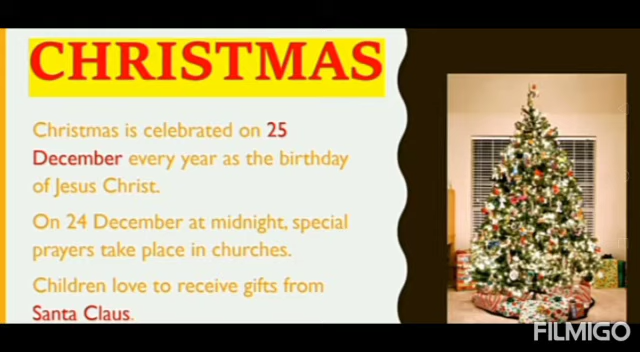 CHRISTMAS
Christmas is celebrated on 25
December every year as the birthday
of Jesus Christ.
On 24 December at midnight, special
prayers take place in churches.
Children love to receive gifts from
Santa Claus.
FILMIGO